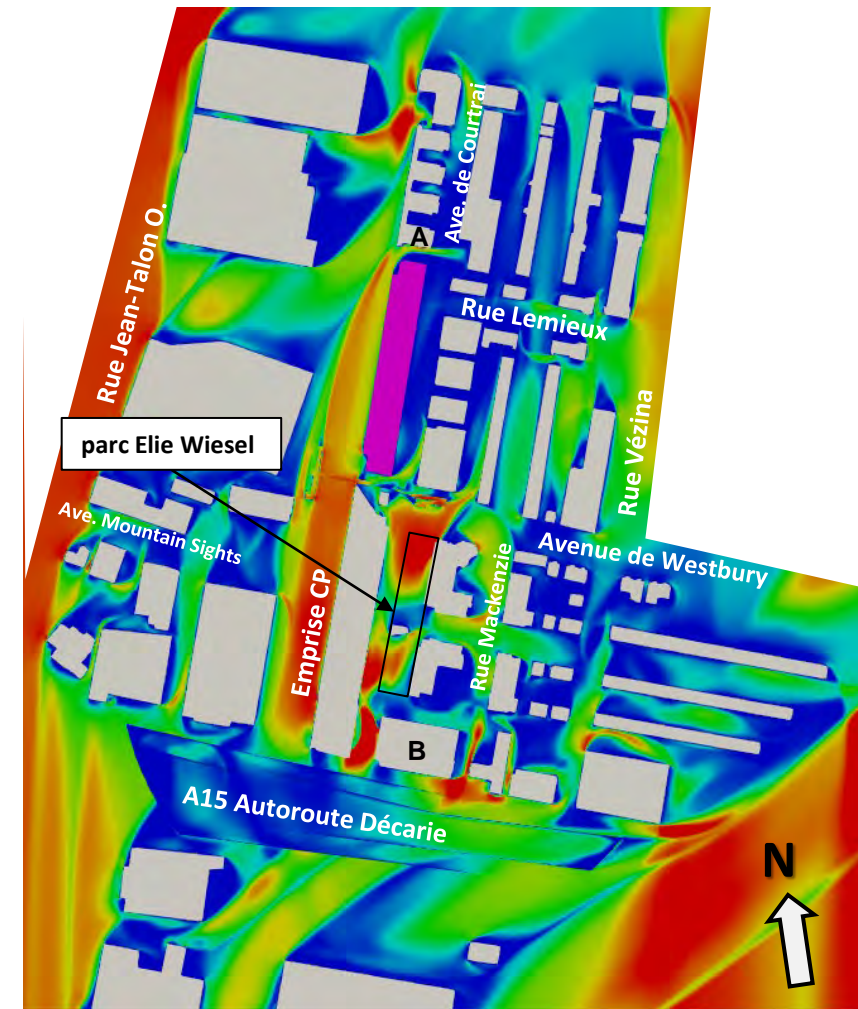 Ave. de Courtrai
A
Rue Jean-Talon O.
Rue Lemieux
parc Elie Wiesel
Rue Vézina
Ave. Mountain Sights
Avenue de Westbury
Emprise CP
Rue Mackenzie
B
A15 Autoroute Décarie
N